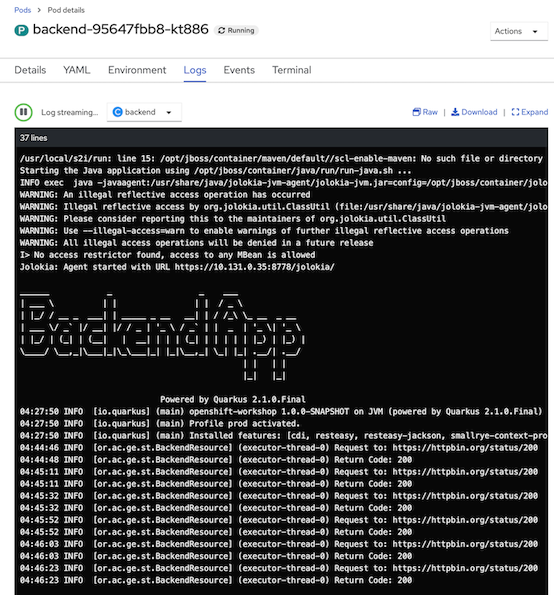 Pods > Pod details
P backend-95647fbb8-kt886 Running
Actions
Details YAML Environment Logs Events Terminal
Log streaming... C backend Raw | Download | Expand
37 lines
/usr/local/s2i/run: line 15: /opt/jboss/container/maven/default//scl-enable-maven: No such file or directory
Starting the Java application using /opt/jboss/container/java/run/run-java.sh ...
INFO exec java -javaagent:/usr/share/java/jolokia-jvm-agent/jolokia-jvm.jar=config=/opt/jboss/container/jolo
WARNING: An illegal reflective access operation has occurred
WARNING: Illegal reflective access by org.jolokia.util.ClassUtil (file:/usr/share/java/jolokia-jvm-agent/jolo
WARNING: Please consider reporting this to the maintainers of org.jolokia.util.ClassUtil
WARNING: Use --illegal-access=warn to enable warnings of further illegal reflective access operations
WARNING: All illegal access operations will be denied in a future release
I> No access restrictor found, access to any MBean is allowed
Jolokia: Agent started with URL https://10.131.0.35:8778/jolokia/
BackendApp
Powered by Quarkus 2.1.0.Final
04:27:50 INFO [io.quarkus] (main) openshift-workshop 1.0.0-SNAPSHOT on JVM (powered by Quarkus 2.1.0.Final)
04:27:50 INFO [io.quarkus] (main) Profile prod activated.
04:27:50 INFO [io.quarkus] (main) Installed features: [cdi, resteasy, resteasy-jackson, smallrye-context-pro
04:44:46 INFO [or.ac.ge.st.BackendResource] (executor-thread-0) Request to: https://httpbin.org/status/200
04:44:48 INFO [or.ac.ge.st.BackendResource] (executor-thread-0) Return Code: 200
04:45:11 INFO [or.ac.ge.st.BackendResource] (executor-thread-0) Request to: https://httpbin.org/status/200
04:45:11 INFO [or.ac.ge.st.BackendResource] (executor-thread-0) Return Code: 200
04:45:32 INFO [or.ac.ge.st.BackendResource] (executor-thread-0) Request to: https://httpbin.org/status/200
04:45:32 INFO [or.ac.ge.st.BackendResource] (executor-thread-0) Return Code: 200
04:45:52 INFO [or.ac.ge.st.BackendResource] (executor-thread-0) Request to: https://httpbin.org/status/200
04:45:52 INFO [or.ac.ge.st.BackendResource] (executor-thread-0) Return Code: 200
04:46:03 INFO [or.ac.ge.st.BackendResource] (executor-thread-0) Request to: https://httpbin.org/status/200
04:46:03 INFO [or.ac.ge.st.BackendResource] (executor-thread-0) Return Code: 200
04:46:23 INFO [or.ac.ge.st.BackendResource] (executor-thread-0) Request to: https://httpbin.org/status/200
04:46:23 INFO [or.ac.ge.st.BackendResource] (executor-thread-0) Return Code: 200